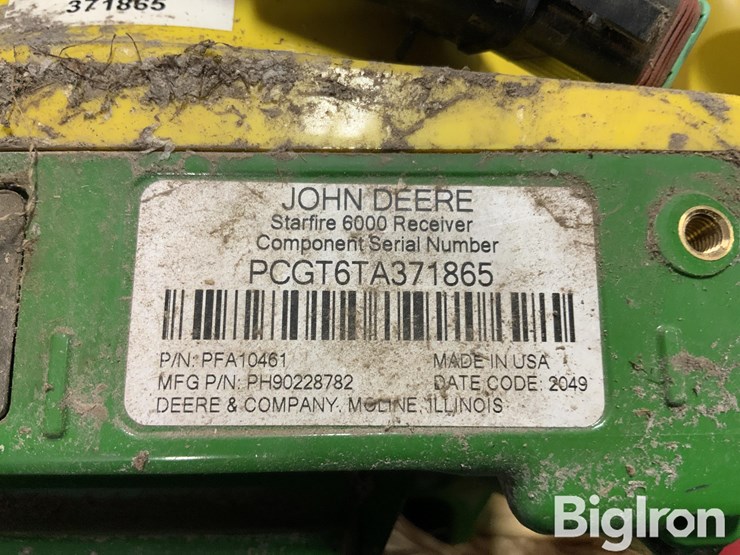 371865
JOHN DEERE
Starfire 6000 Receiver
Component Serial Number
PCGT6TA371865
P/N: PFA10461
MADE IN USA
MFG P/N: PH90228782
DATE CODE: 2049
DEERE & COMPANY, MOLINE, ILLINOIS
BigIron